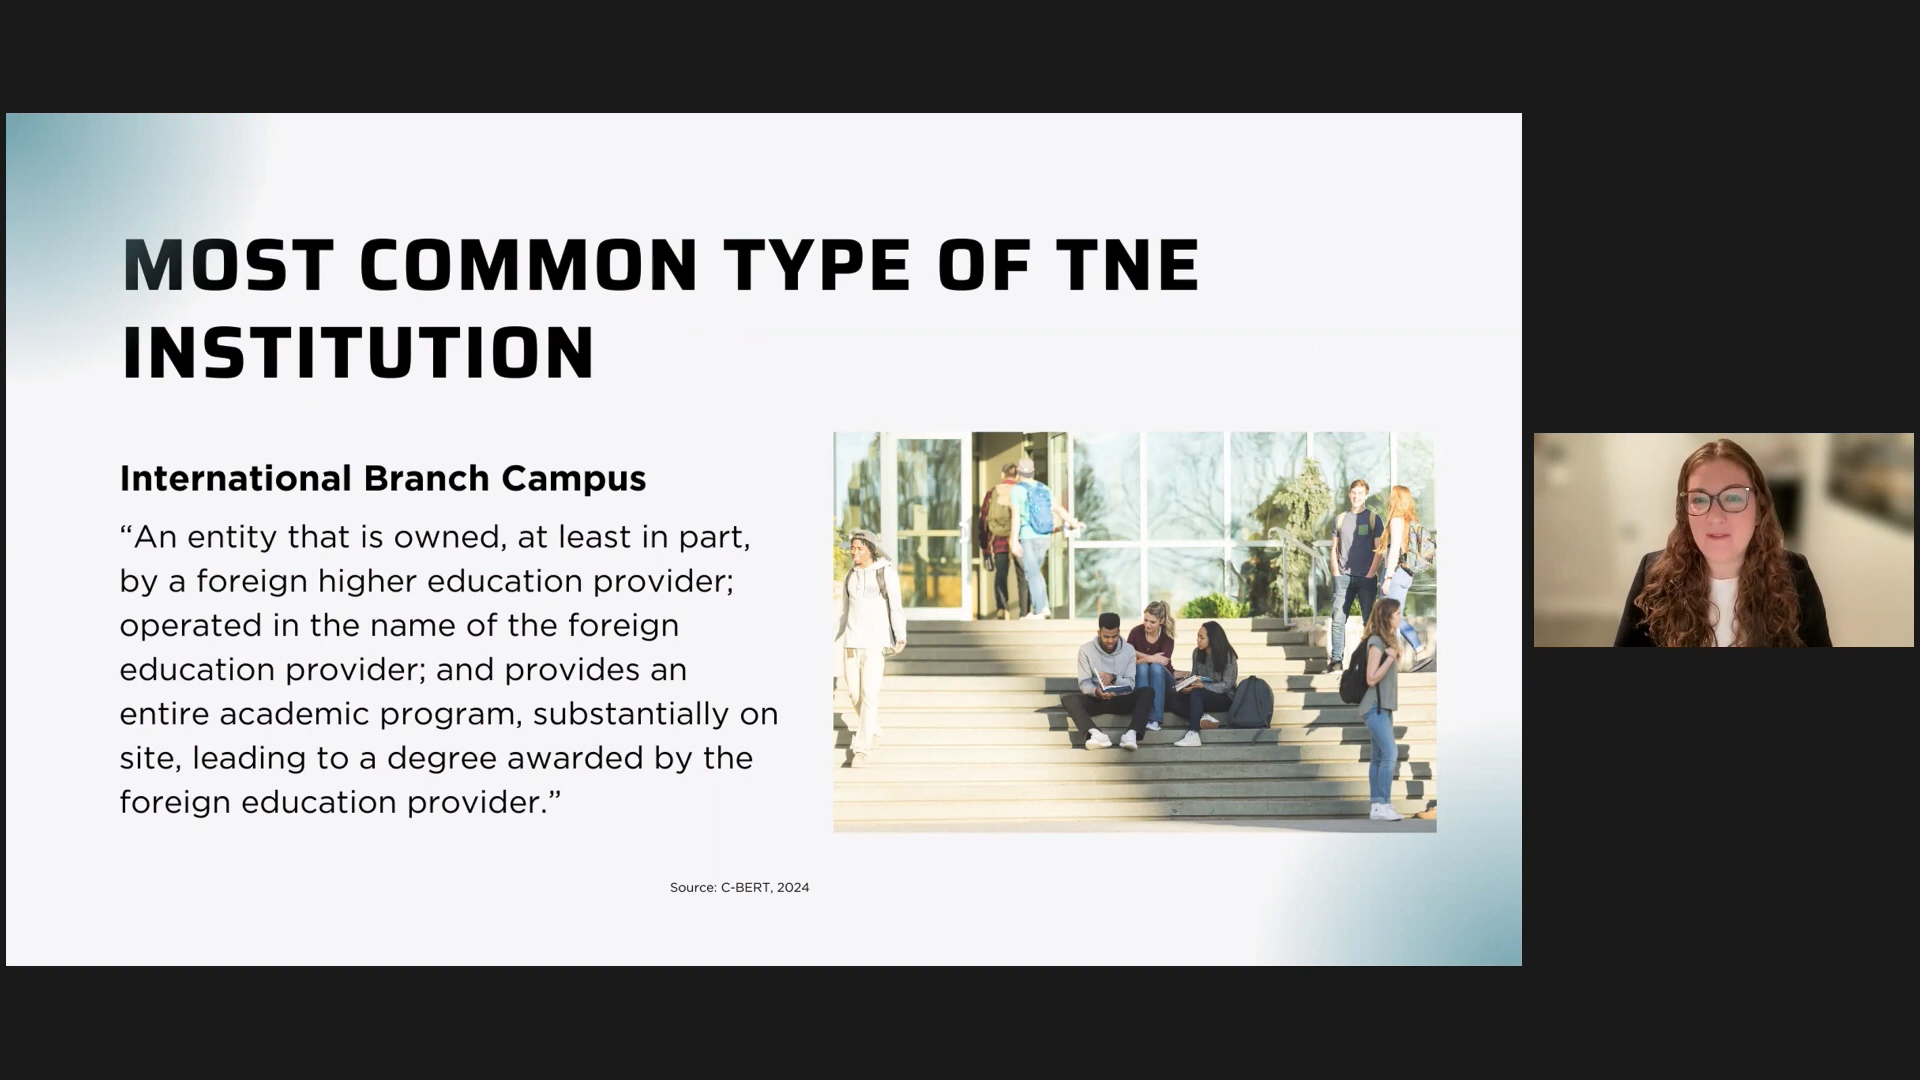 MOST COMMON TYPE OF TNE
INSTITUTION
International Branch Campus
“An entity that is owned, at least in part,
by a foreign higher education provider;
operated in the name of the foreign
education provider; and provides an
entire academic program, substantially on
site, leading to a degree awarded by the
foreign education provider.”
Source: C-BERT, 2024